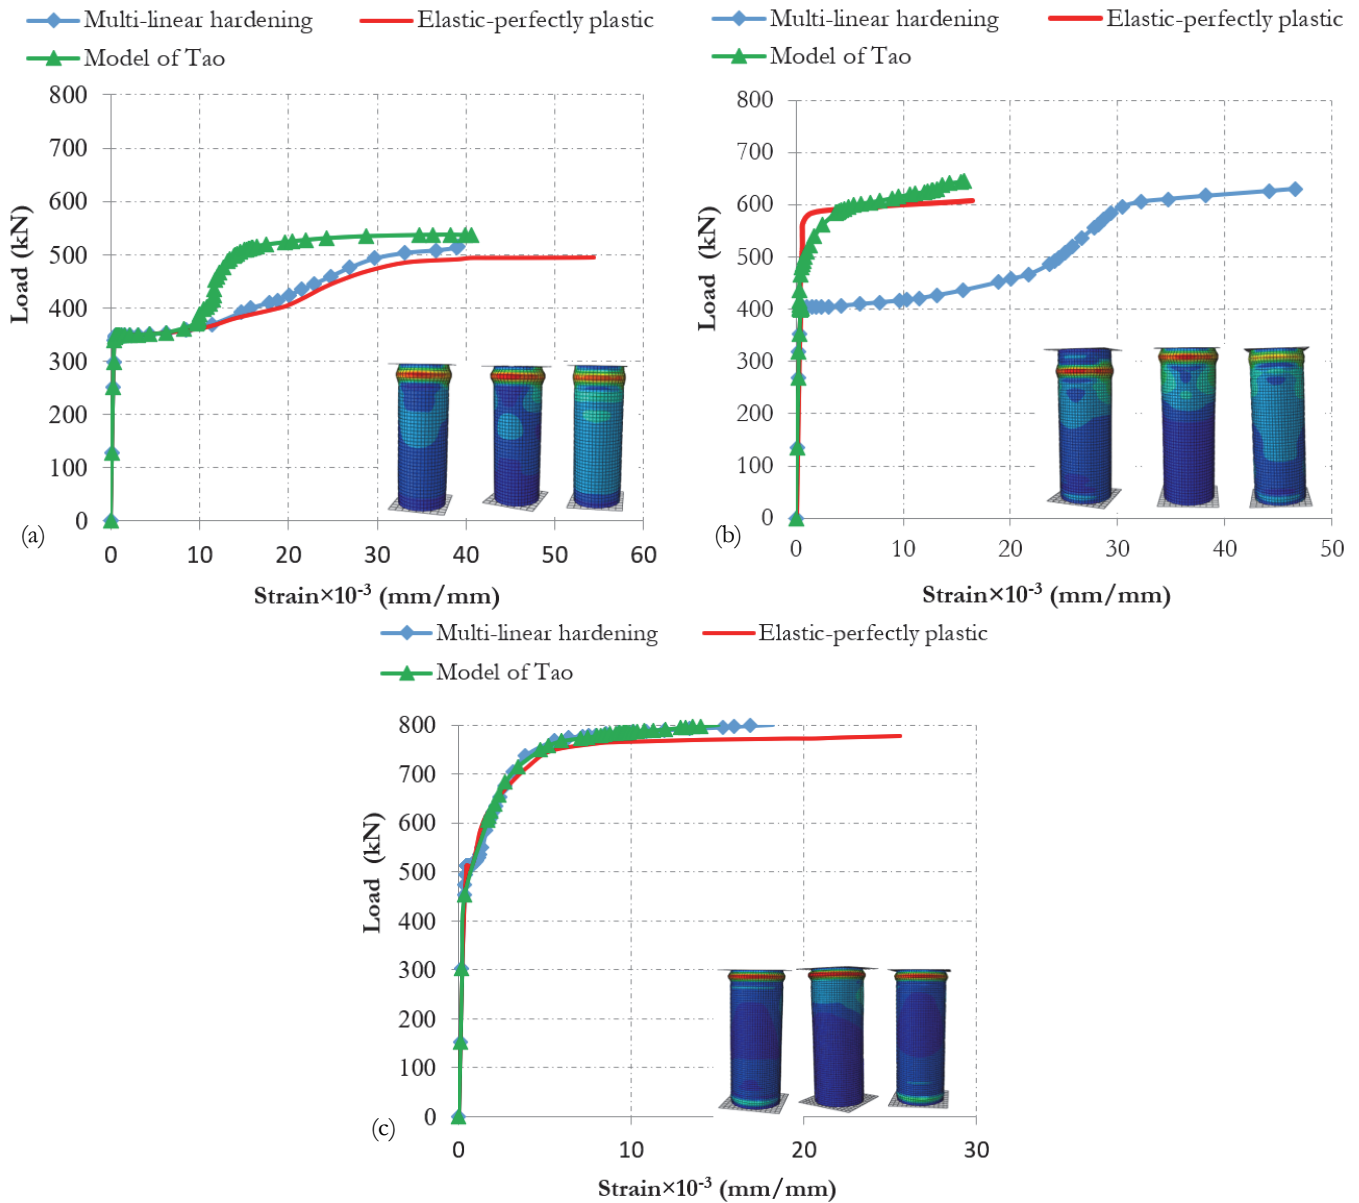 Multi-linear hardening Elastic-perfectly plastic
Model of Tao
800
700
600
500
400
300
200
100
0
Load (kN)
(a)
0 10 20 30 40 50 60
Strain×10⁻³ (mm/mm)
Multi-linear hardening Elastic-perfectly plastic
Model of Tao
800
700
600
500
400
300
200
100
0
Load (kN)
(b)
0 10 20 30 40 50
Strain×10⁻³ (mm/mm)
Multi-linear hardening Elastic-perfectly plastic
Model of Tao
800
700
600
500
400
300
200
100
0
Load (kN)
(c)
0 10 20 30
Strain×10⁻³ (mm/mm)